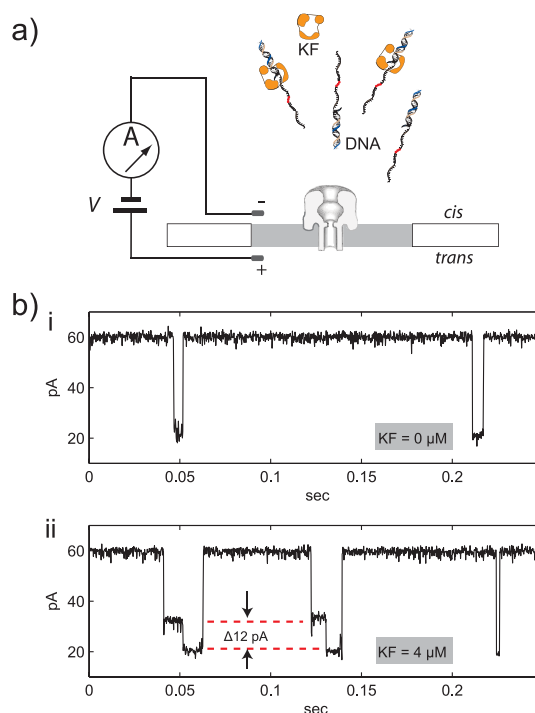 a)
KF
DNA
A
V
-
+
cis
trans
b)
i
60
40
20
pA
KF = 0 µM
0
0.05
0.1
0.15
0.2
sec
ii
60
40
20
pA
Δ12 pA
KF = 4 µM
0
0.05
0.1
0.15
0.2
sec